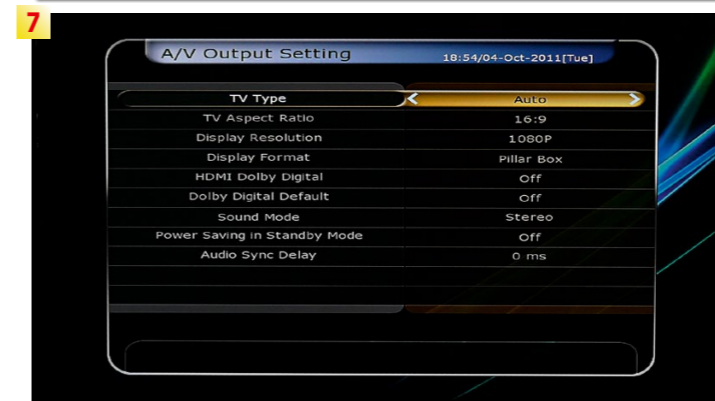 7
A/V Output Setting 18:54/04-Oct-2011[Tue]
TV Type Auto
TV Aspect Ratio 16:9
Display Resolution 1080P
Display Format Pillar Box
HDMI Dolby Digital Off
Dolby Digital Default Off
Sound Mode Stereo
Power Saving in Standby Mode Off
Audio Sync Delay 0 ms